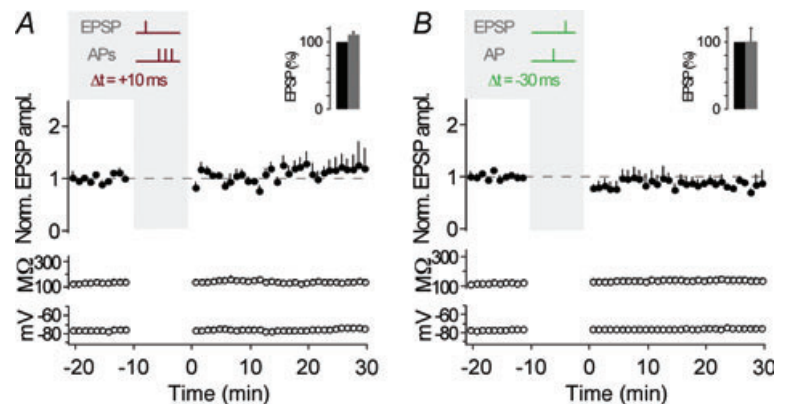 A
EPSP
APs
Δt = +10 ms
EPSP (%)
100
0
Norm. EPSP ampl.
2
1
0
MΩ
300
100
mV
-60
-80
-20 -10 0 10 20 30
Time (min)
B
EPSP
AP
Δt = -30 ms
EPSP (%)
100
0
Norm. EPSP ampl.
2
1
0
MΩ
300
100
mV
-60
-80
-20 -10 0 10 20 30
Time (min)